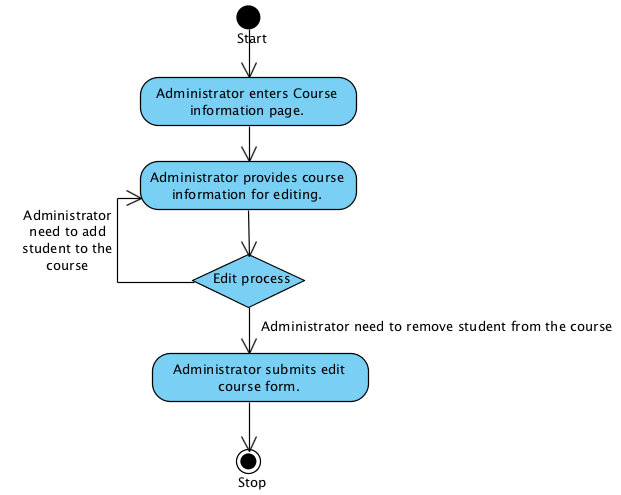 Start
Administrator enters Course
information page.
Administrator provides course
information for editing.
Administrator
need to add
student to the
course
Edit process
Administrator need to remove student from the course
Administrator submits edit
course form.
Stop